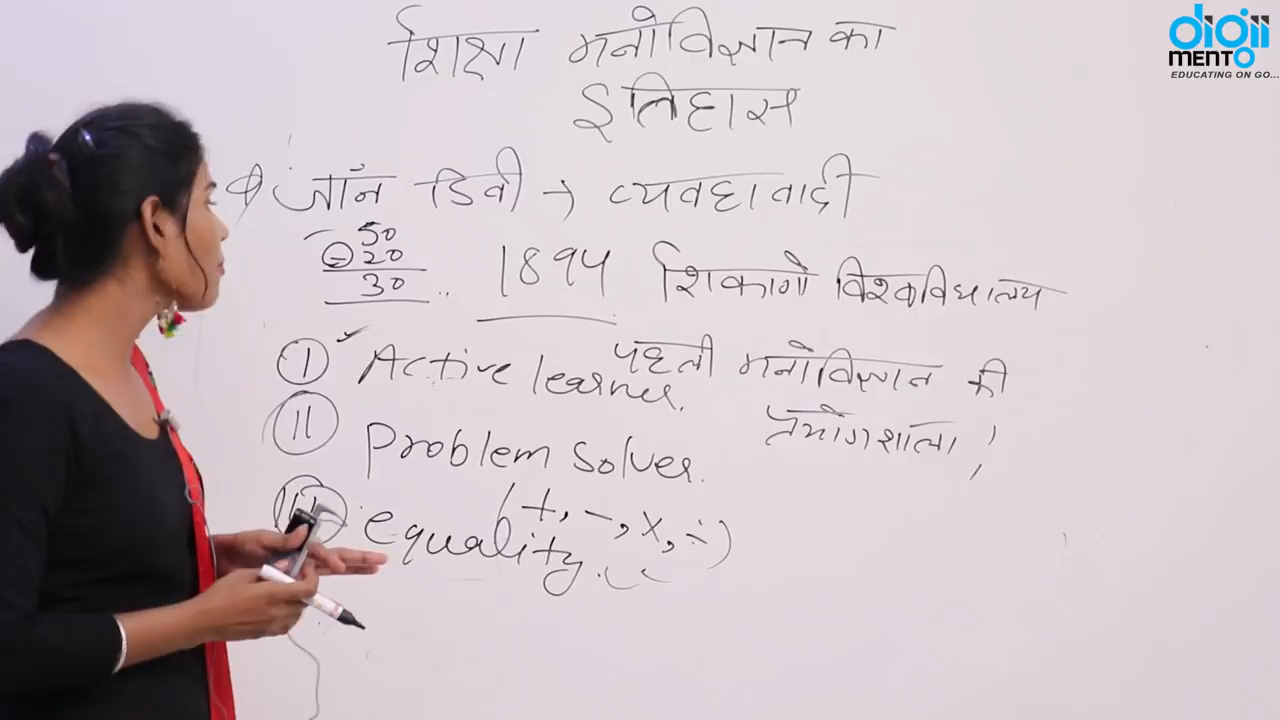 digii
MENTO
EDUCATING ON GO...
शिक्षा मनोविज्ञान का
इतिहास
जॉन डिवी → व्यवहावादी
50
- 20
30
1894 शिकागो विश्वविधालय
पहली मनोविज्ञान की
प्रयोगशाला /
I Active learner.
II Problem Solver.
(+, -, x, ÷)
III equality.